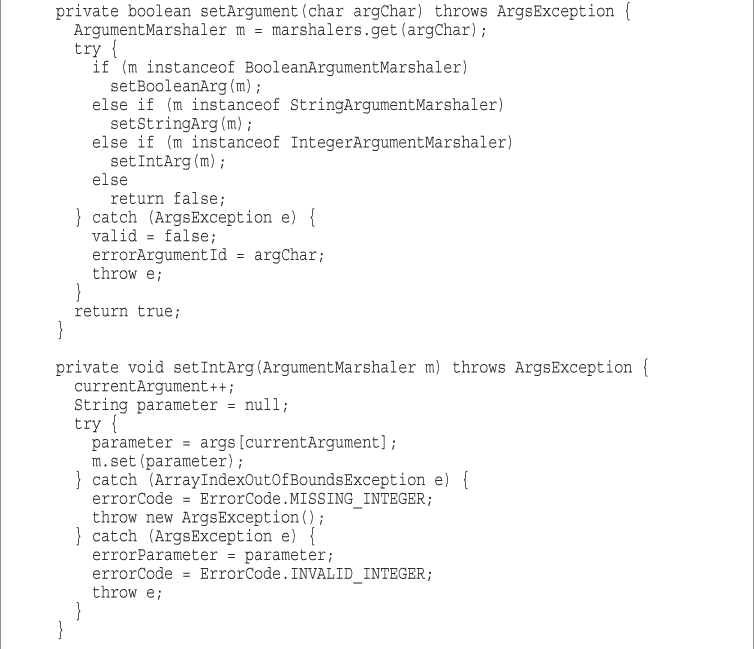 private boolean setArgument(char argChar) throws ArgsException {
  ArgumentMarshaler m = marshalers.get(argChar);
  try {
    if (m instanceof BooleanArgumentMarshaler)
      setBooleanArg(m);
    else if (m instanceof StringArgumentMarshaler)
      setStringArg(m);
    else if (m instanceof IntegerArgumentMarshaler)
      setIntArg(m);
    else
      return false;
  } catch (ArgsException e) {
    valid = false;
    errorArgumentId = argChar;
    throw e;
  }
  return true;
}

private void setIntArg(ArgumentMarshaler m) throws ArgsException {
  currentArgument++;
  String parameter = null;
  try {
    parameter = args[currentArgument];
    m.set(parameter);
  } catch (ArrayIndexOutOfBoundsException e) {
    errorCode = ErrorCode.MISSING_INTEGER;
    throw new ArgsException();
  } catch (ArgsException e) {
    errorParameter = parameter;
    errorCode = ErrorCode.INVALID_INTEGER;
    throw e;
  }
}